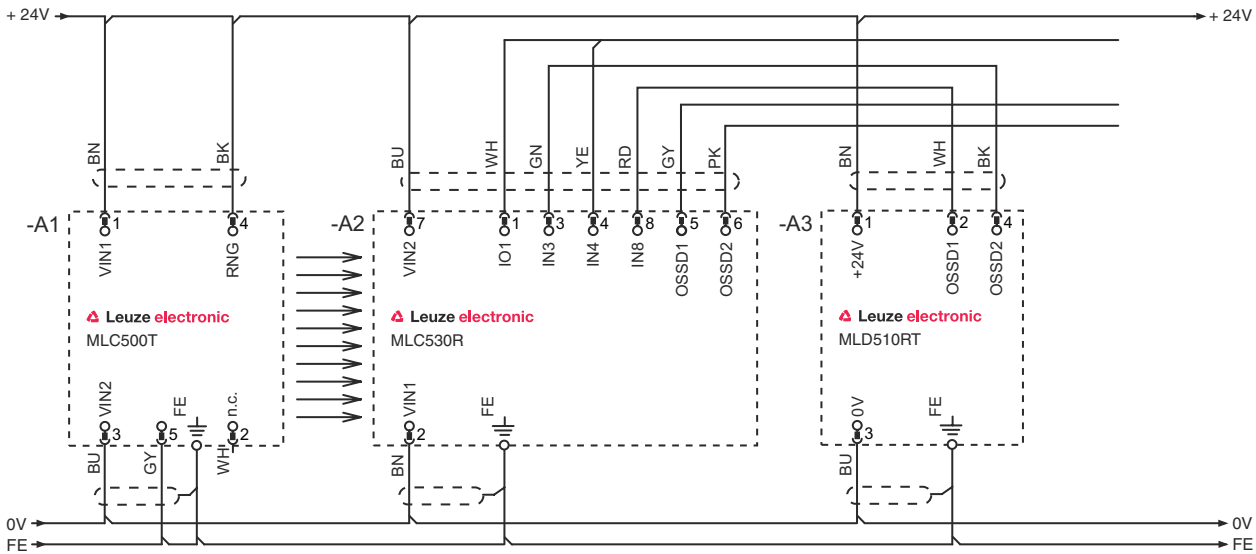 + 24V
+ 24V
BN
BK
BU
WH
GN
YE
RD
GY
PK
BN
WH
BK
-A1
1
4
-A2
7
1
3
4
8
5
6
-A3
1
2
4
VIN1
RNG
VIN2
IO1
IN3
IN4
IN8
OSSD1
OSSD2
+24V
OSSD1
OSSD2
Leuze electronic
MLC500T
Leuze electronic
MLC530R
Leuze electronic
MLD510RT
VIN2
FE
n.c.
VIN1
FE
0V
FE
3
5
2
2
3
BU
GY
WH
BN
BU
0V
0V
FE
FE